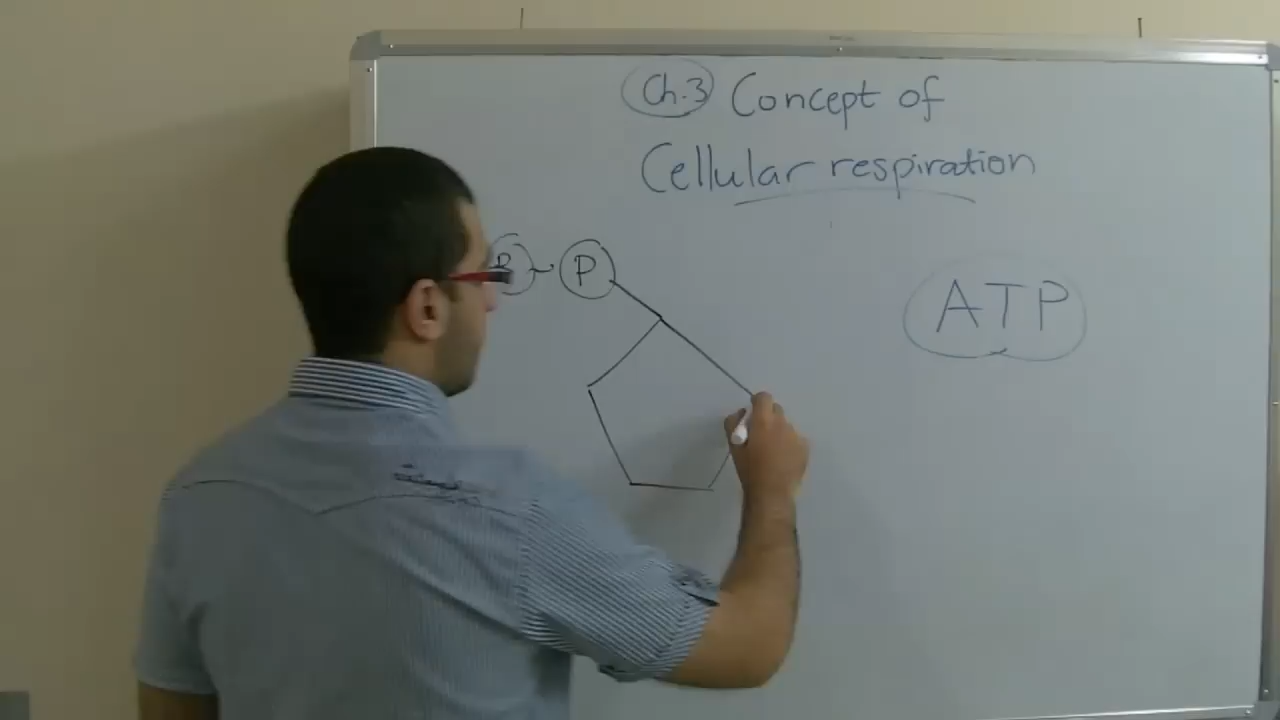 Ch.3 Concept of
Cellular respiration
P ~ P
ATP